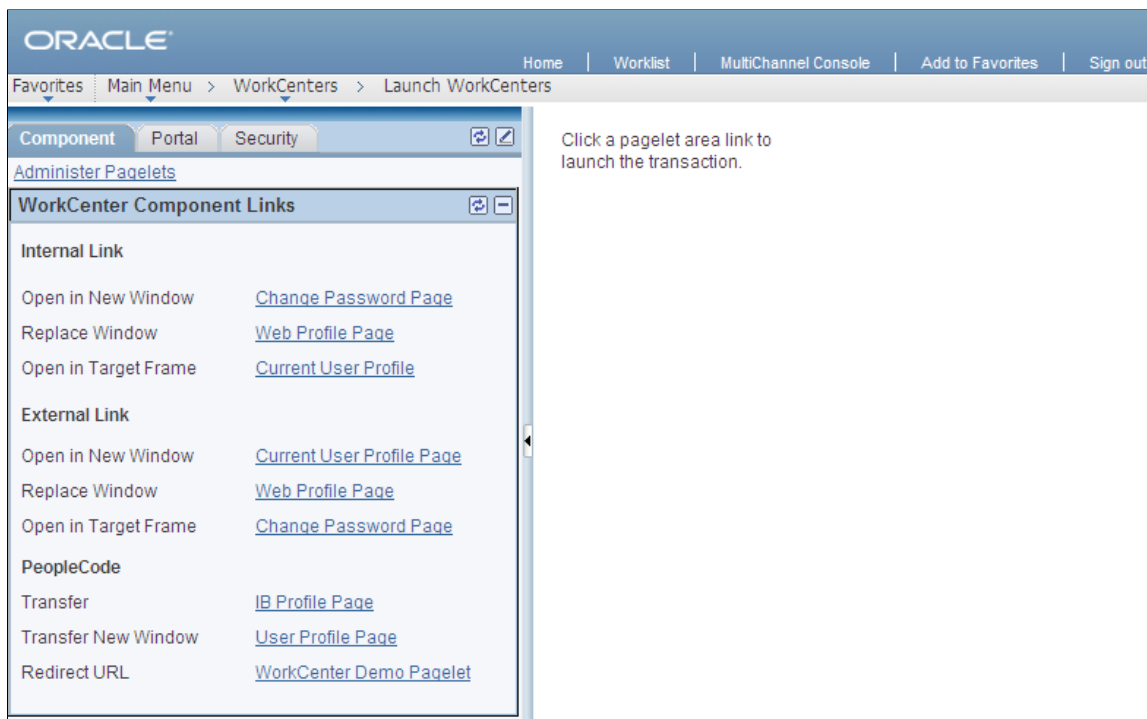 ORACLE
Home | Worklist | MultiChannel Console | Add to Favorites | Sign out
Favorites Main Menu > WorkCenters > Launch WorkCenters
Component Portal Security
Administer Pagelets
WorkCenter Component Links
Internal Link
Open in New Window Change Password Page
Replace Window Web Profile Page
Open in Target Frame Current User Profile
External Link
Open in New Window Current User Profile Page
Replace Window Web Profile Page
Open in Target Frame Change Password Page
PeopleCode
Transfer IB Profile Page
Transfer New Window User Profile Page
Redirect URL WorkCenter Demo Pagelet
Click a pagelet area link to
launch the transaction.